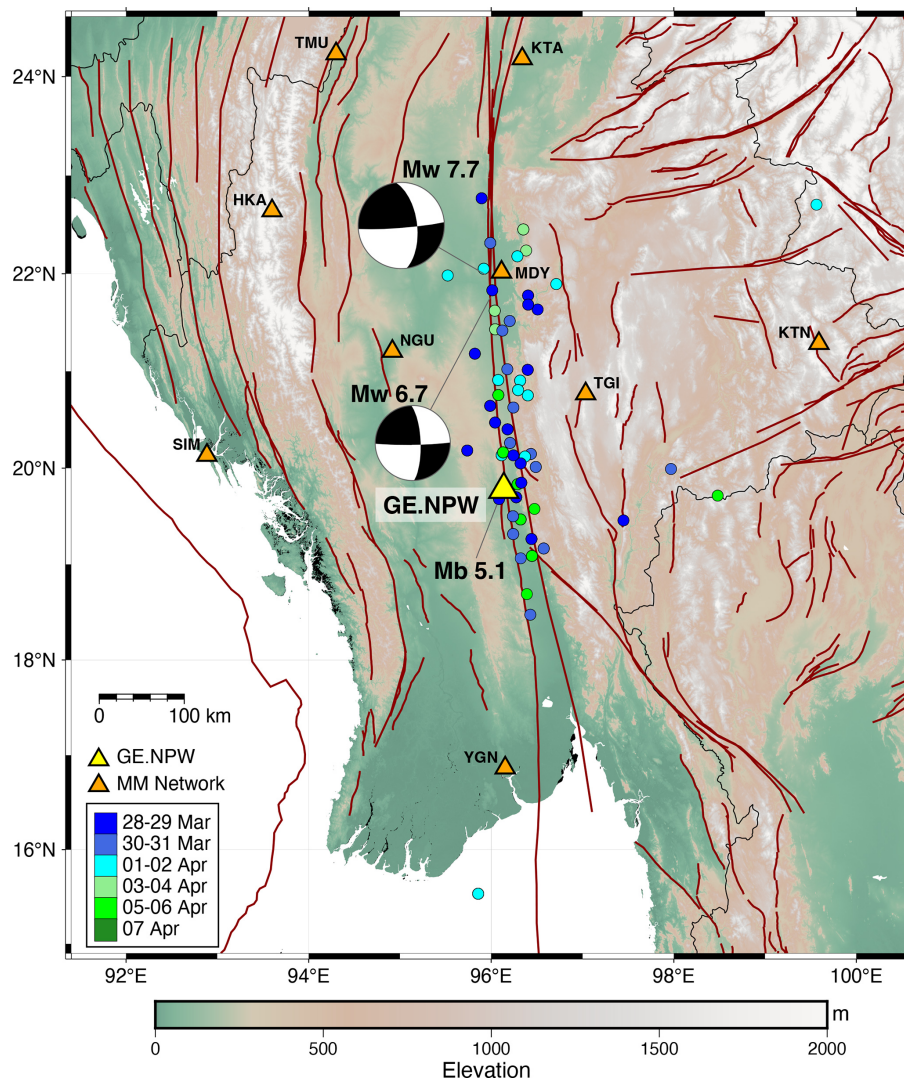 24°N
22°N
20°N
18°N
16°N
TMU
KTA
Mw 7.7
HKA
MDY
NGU
KTN
Mw 6.7
TGI
SIM
GE.NPW
Mb 5.1
YGN
0 100 km
GE.NPW
MM Network
28-29 Mar
30-31 Mar
01-02 Apr
03-04 Apr
05-06 Apr
07 Apr
92°E 94°E 96°E 98°E 100°E
m
0 500 1000 1500 2000
Elevation